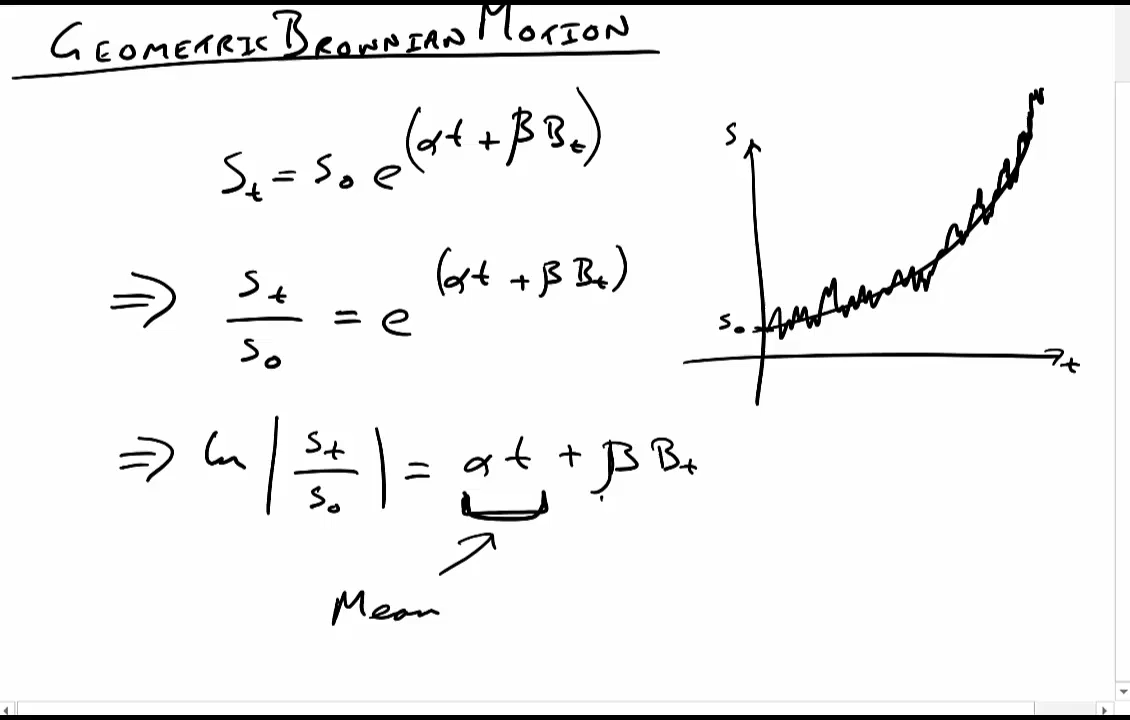 GEOMETRIC BROWNIAN MOTION
S_t = S_0 e^(αt + βB_t)
⇒ S_t/S_0 = e^(αt + βB_t)
⇒ ln |S_t/S_0| = αt + βB_t
Mean
S
S_0
t